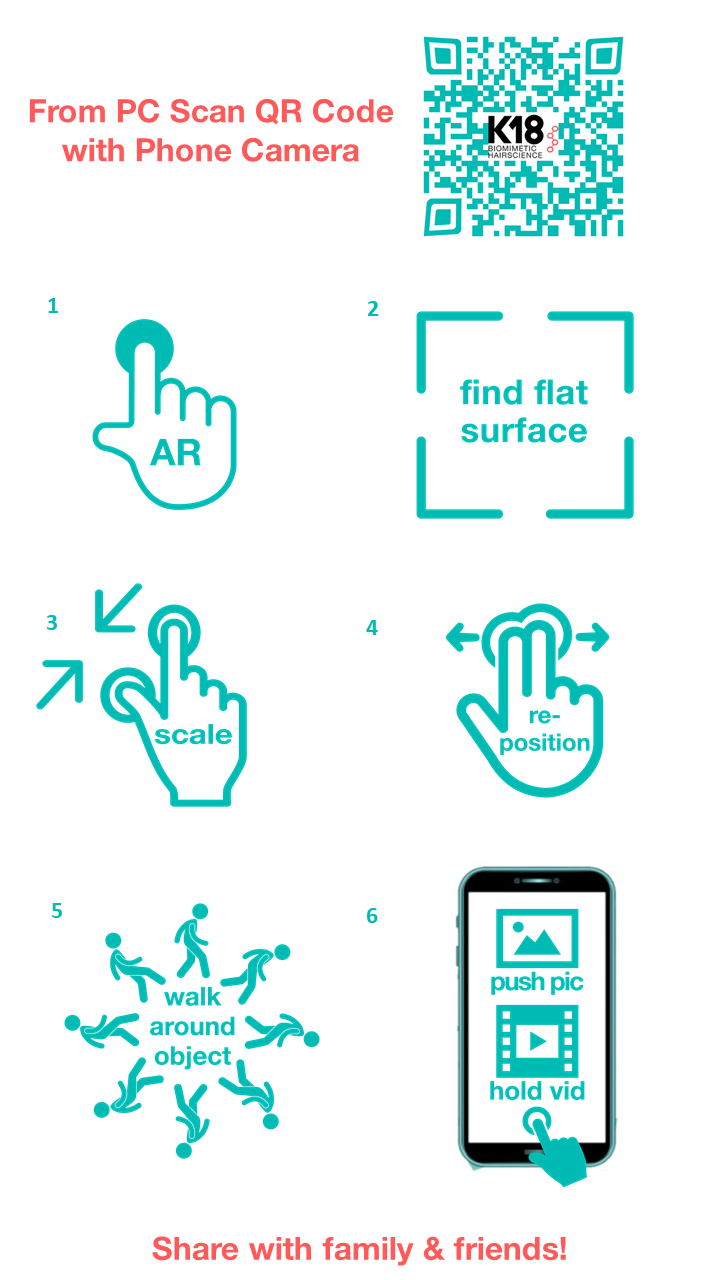 From PC Scan QR Code
with Phone Camera
K18
BIOMIMETIC
HAIRSCIENCE
1
AR
2
find flat
surface
3
scale
4
re-
position
5
walk
around
object
6
push pic
hold vid
Share with family & friends!